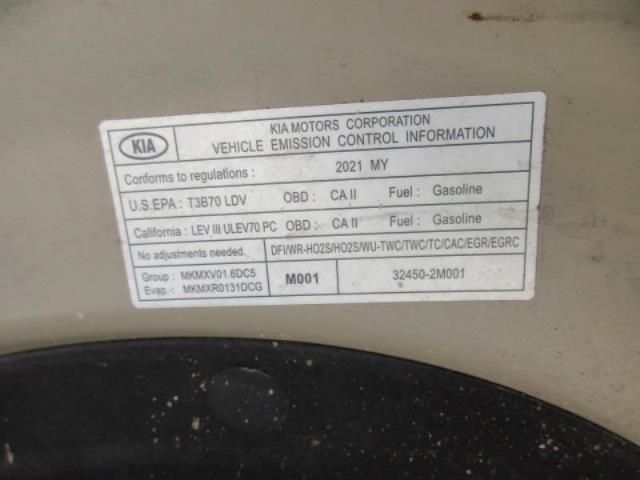 KIA
KIA MOTORS CORPORATION
VEHICLE EMISSION CONTROL INFORMATION
Conforms to regulations : 2021 MY
U.S.EPA : T3B70 LDV OBD : CA II Fuel : Gasoline
California : LEV III ULEV70 PC OBD : CA II Fuel : Gasoline
No adjustments needed. DFI/WR-HO2S/HO2S/WU-TWC/TWC/TC/CAC/EGR/EGRC
Group : MKMXV01.6DC5
Evap.: MKMXR0131DCG
M001
32450-2M001